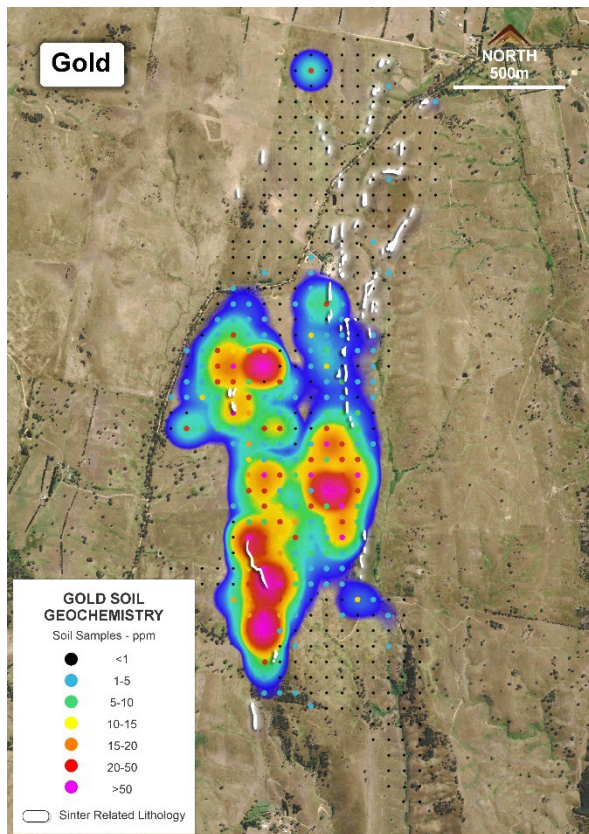 Gold
NORTH
500m
GOLD SOIL
GEOCHEMISTRY
Soil Samples - ppm
<1
1-5
5-10
10-15
15-20
20-50
>50
Sinter Related Lithology